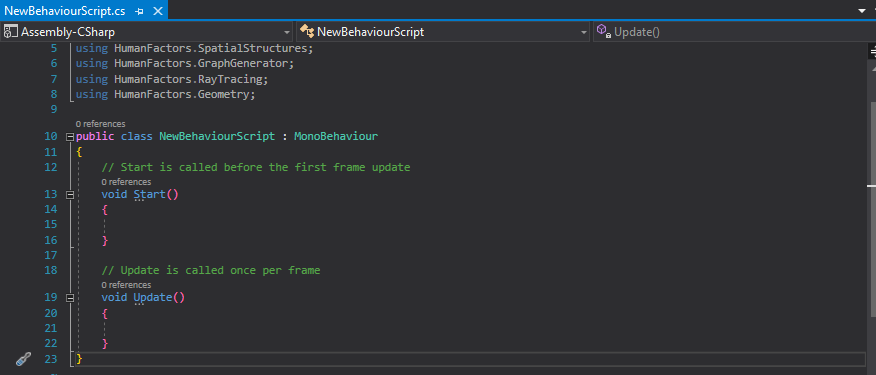 NewBehaviourScript.cs
Assembly-CSharp NewBehaviourScript Update()
5 using HumanFactors.SpatialStructures;
6 using HumanFactors.GraphGenerator;
7 using HumanFactors.RayTracing;
8 using HumanFactors.Geometry;
9
0 references
10 public class NewBehaviourScript : MonoBehaviour
11 {
12 // Start is called before the first frame update
0 references
13 void Start()
14 {
15
16 }
17
18 // Update is called once per frame
0 references
19 void Update()
20 {
21
22 }
23 }